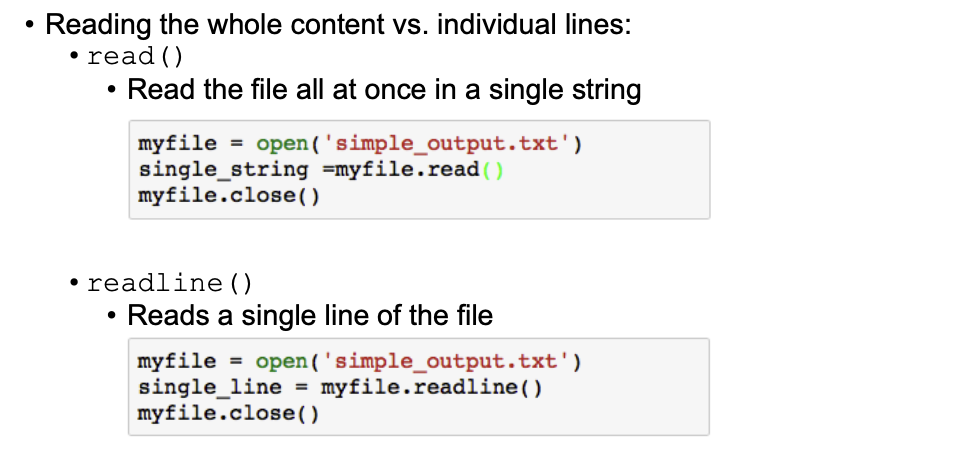 • Reading the whole content vs. individual lines:
• read()
• Read the file all at once in a single string
myfile = open('simple_output.txt')
single_string =myfile.read()
myfile.close()
• readline()
• Reads a single line of the file
myfile = open('simple_output.txt')
single_line = myfile.readline()
myfile.close()